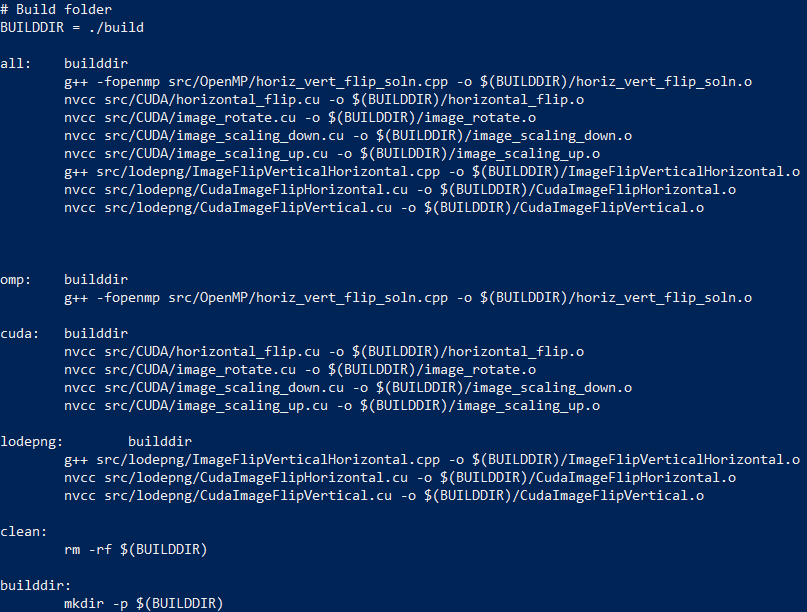 # Build folder
BUILDDIR = ./build
all:    builddir
        g++ -fopenmp src/OpenMP/horiz_vert_flip_soln.cpp -o $(BUILDDIR)/horiz_vert_flip_soln.o
        nvcc src/CUDA/horizontal_flip.cu -o $(BUILDDIR)/horizontal_flip.o
        nvcc src/CUDA/image_rotate.cu -o $(BUILDDIR)/image_rotate.o
        nvcc src/CUDA/image_scaling_down.cu -o $(BUILDDIR)/image_scaling_down.o
        nvcc src/CUDA/image_scaling_up.cu -o $(BUILDDIR)/image_scaling_up.o
        g++ src/lodepng/ImageFlipVerticalHorizontal.cpp -o $(BUILDDIR)/ImageFlipVerticalHorizontal.o
        nvcc src/lodepng/CudaImageFlipHorizontal.cu -o $(BUILDDIR)/CudaImageFlipHorizontal.o
        nvcc src/lodepng/CudaImageFlipVertical.cu -o $(BUILDDIR)/CudaImageFlipVertical.o
omp:    builddir
        g++ -fopenmp src/OpenMP/horiz_vert_flip_soln.cpp -o $(BUILDDIR)/horiz_vert_flip_soln.o
cuda:   builddir
        nvcc src/CUDA/horizontal_flip.cu -o $(BUILDDIR)/horizontal_flip.o
        nvcc src/CUDA/image_rotate.cu -o $(BUILDDIR)/image_rotate.o
        nvcc src/CUDA/image_scaling_down.cu -o $(BUILDDIR)/image_scaling_down.o
        nvcc src/CUDA/image_scaling_up.cu -o $(BUILDDIR)/image_scaling_up.o
lodepng:        builddir
        g++ src/lodepng/ImageFlipVerticalHorizontal.cpp -o $(BUILDDIR)/ImageFlipVerticalHorizontal.o
        nvcc src/lodepng/CudaImageFlipHorizontal.cu -o $(BUILDDIR)/CudaImageFlipHorizontal.o
        nvcc src/lodepng/CudaImageFlipVertical.cu -o $(BUILDDIR)/CudaImageFlipVertical.o
clean:
        rm -rf $(BUILDDIR)
builddir:
        mkdir -p $(BUILDDIR)